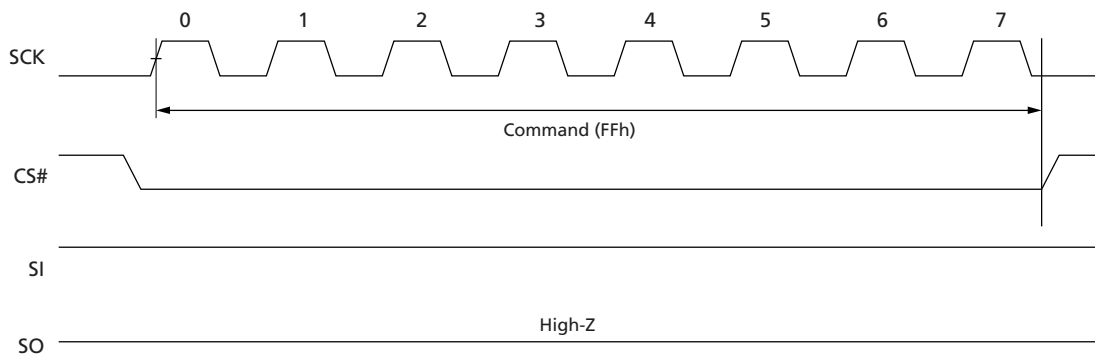 0 1 2 3 4 5 6 7
SCK
Command (FFh)
CS#
SI
High-Z
SO